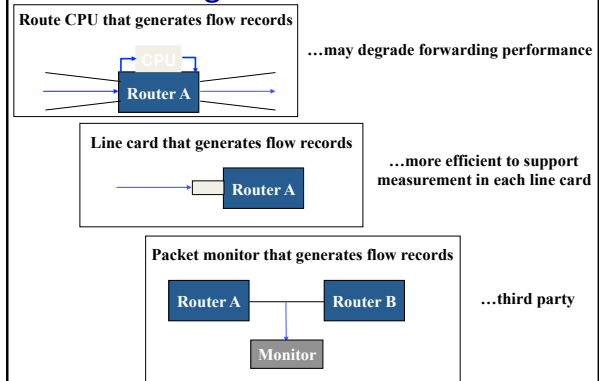 Route CPU that generates flow records
CPU
Router A
…may degrade forwarding performance
Line card that generates flow records
Router A
…more efficient to support
measurement in each line card
Packet monitor that generates flow records
Router A
Router B
Monitor
…third party